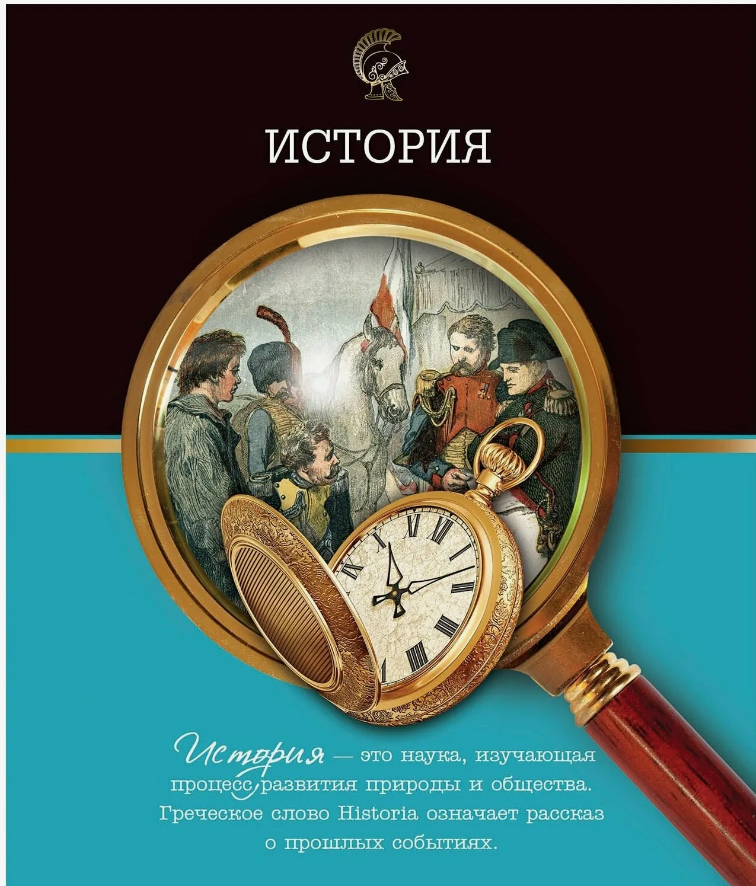 ИСТОРИЯ
История — это наука, изучающая
процесс развития природы и общества.
Греческое слово Historia означает рассказ
о прошлых событиях.